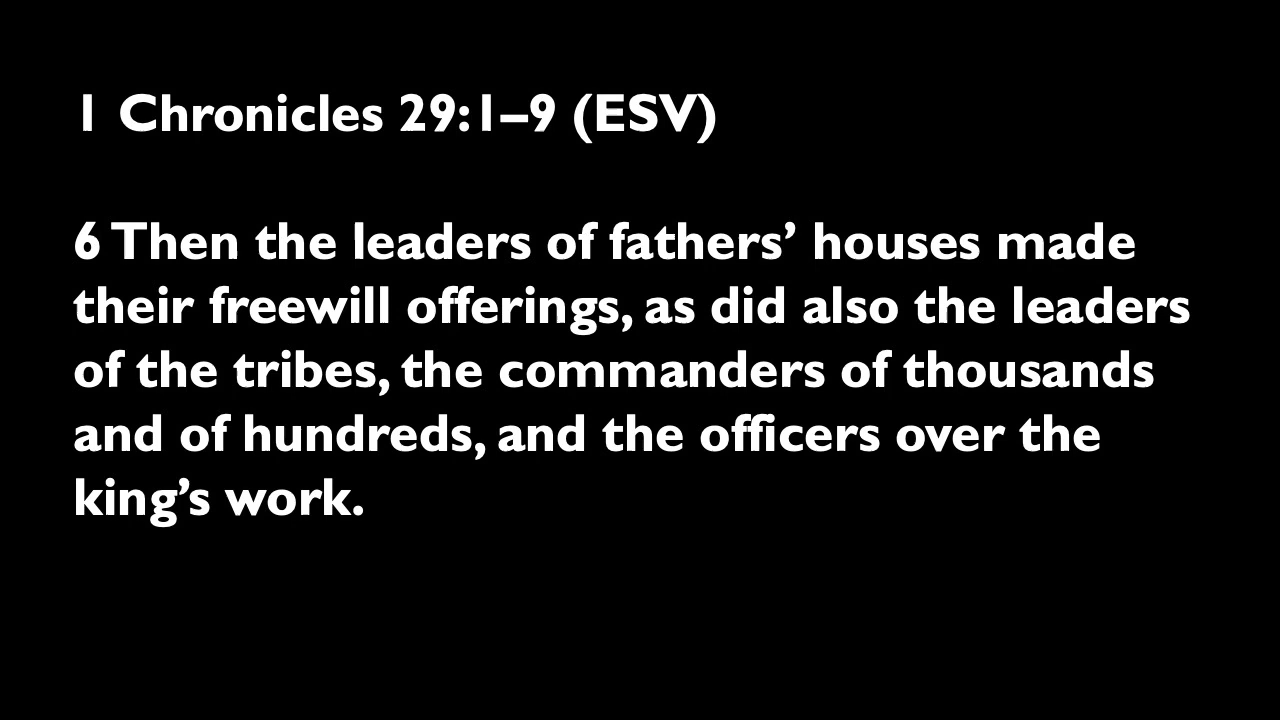 1 Chronicles 29:1–9 (ESV)
6 Then the leaders of fathers’ houses made
their freewill offerings, as did also the leaders
of the tribes, the commanders of thousands
and of hundreds, and the officers over the
king’s work.